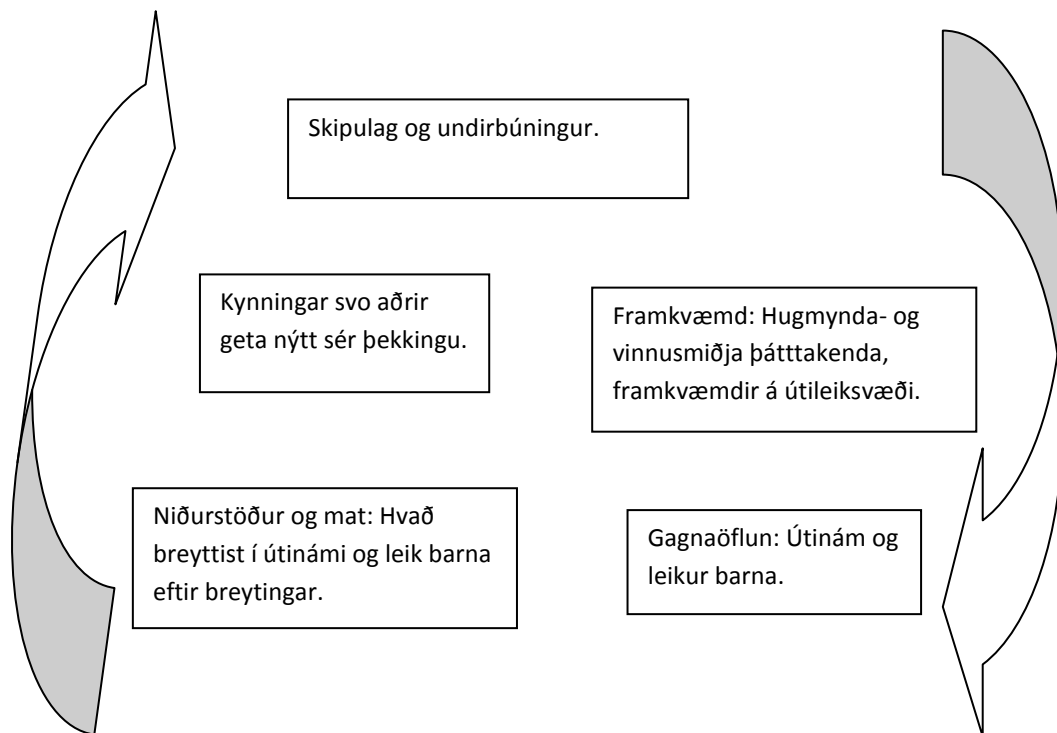 Skipulag og undirbúningur.
Kynningar svo aðrir
geta nýtt sér þekkingu.
Framkvæmd: Hugmynda- og
vinnusmiðja þátttakenda,
framkvæmdir á útileiksvæði.
Niðurstöður og mat: Hvað
breyttist í útinámi og leik barna
eftir breytingar.
Gagnaöflun: Útinám og
leikur barna.